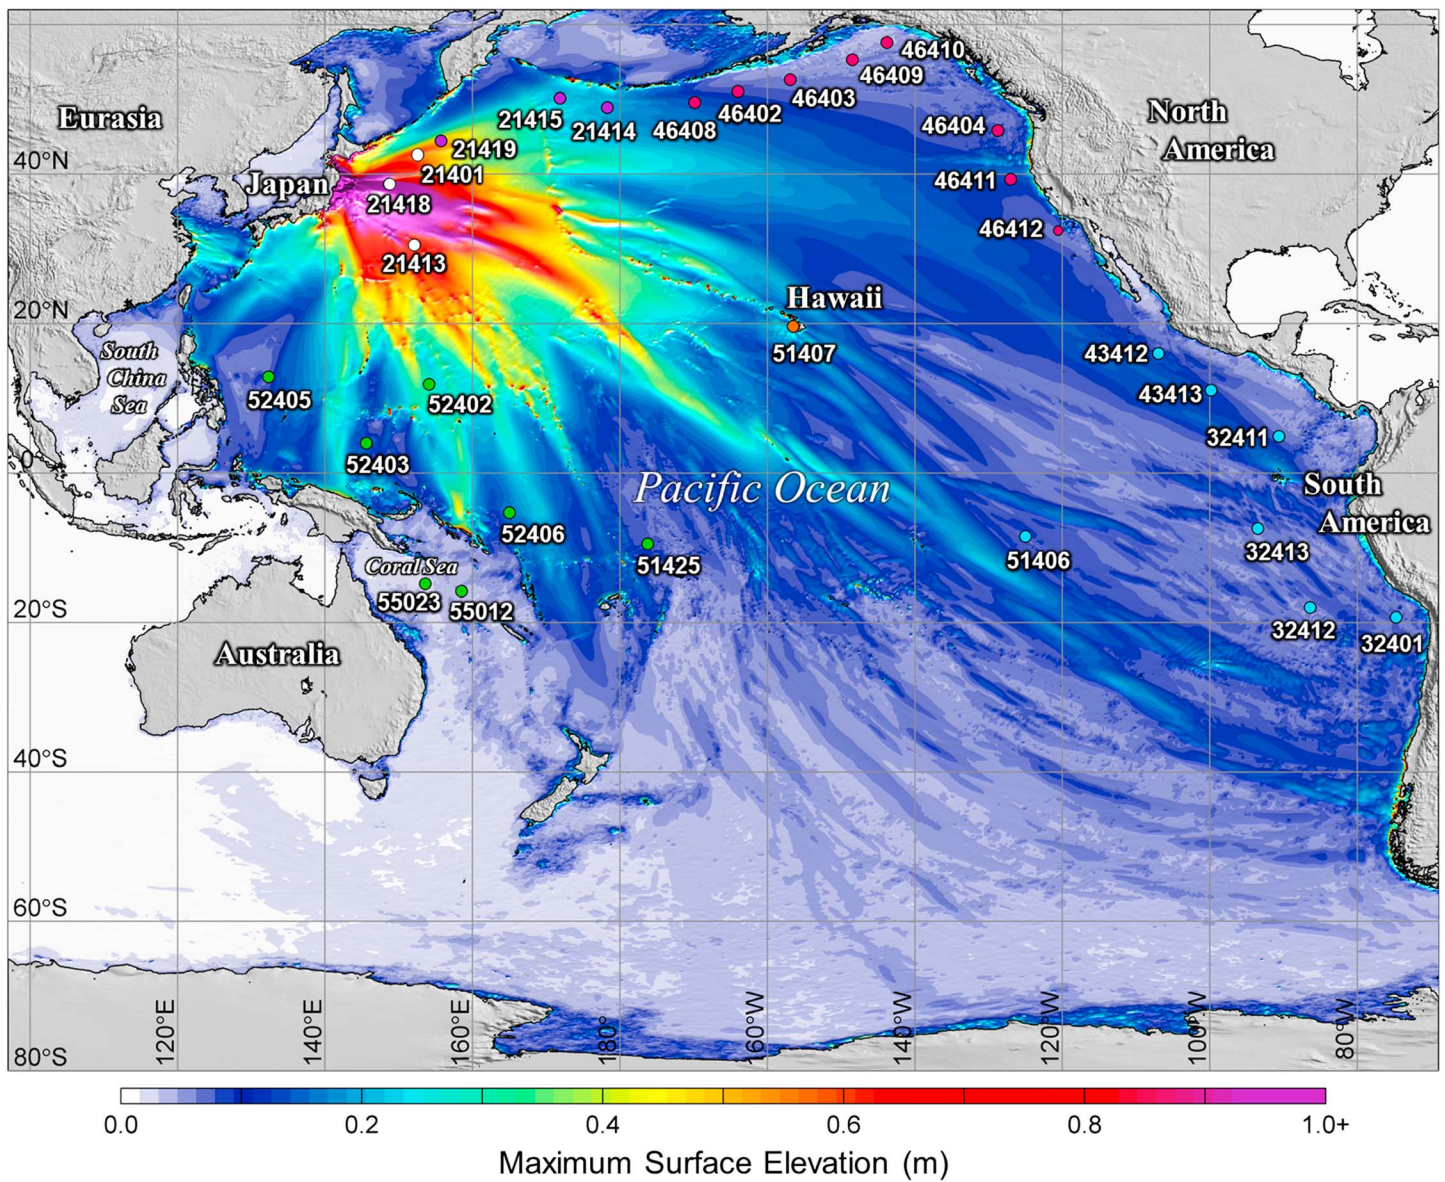 46410
46409
46403
46402
46408
21414
21415
Eurasia
North
America
46404
21419
40°N
21401
Japan
46411
21418
46412
21413
Hawaii
20°N
51407
South
China
Sea
43412
43413
52405
52402
32411
52403
0°
Pacific Ocean
South
America
52406
51425
51406
32413
Coral Sea
55023
55012
20°S
32412
32401
Australia
40°S
60°S
80°S
120°E
140°E
160°E
180°
160°W
140°W
120°W
100°W
80°W
0.0 0.2 0.4 0.6 0.8 1.0+
Maximum Surface Elevation (m)